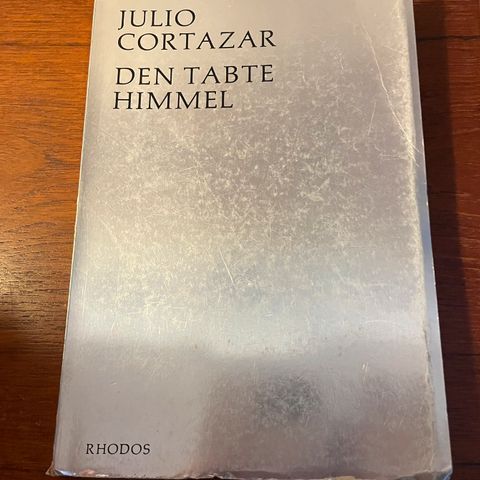 JULIO
CORTAZAR
DEN TABTE
HIMMEL
RHODOS